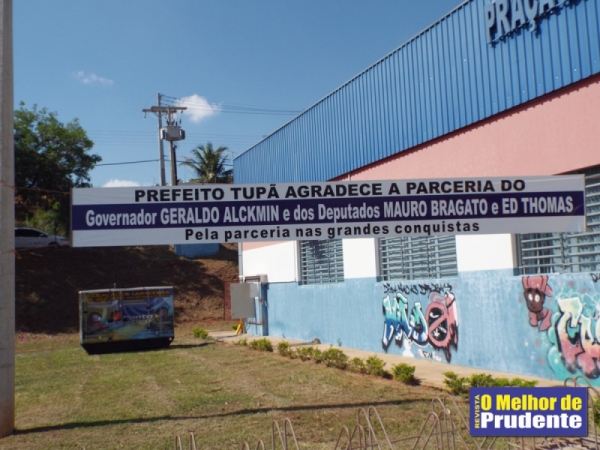 PRAÇA
PREFEITO TUPÃ AGRADECE A PARCERIA DO
Governador GERALDO ALCKMIN e dos Deputados MAURO BRAGATO e ED THOMAS
Pela parceria nas grandes conquistas
REVISTA
O Melhor de
Prudente